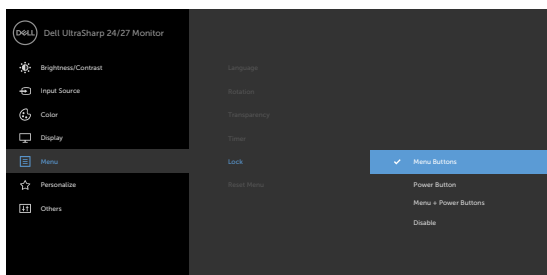 DELL Dell UltraSharp 24/27 Monitor
Brightness/Contrast
Input Source
Color
Display
Menu
Personalize
Others
Language
Rotation
Transparency
Timer
Lock
Reset Menu
Menu Buttons
Power Button
Menu + Power Buttons
Disable